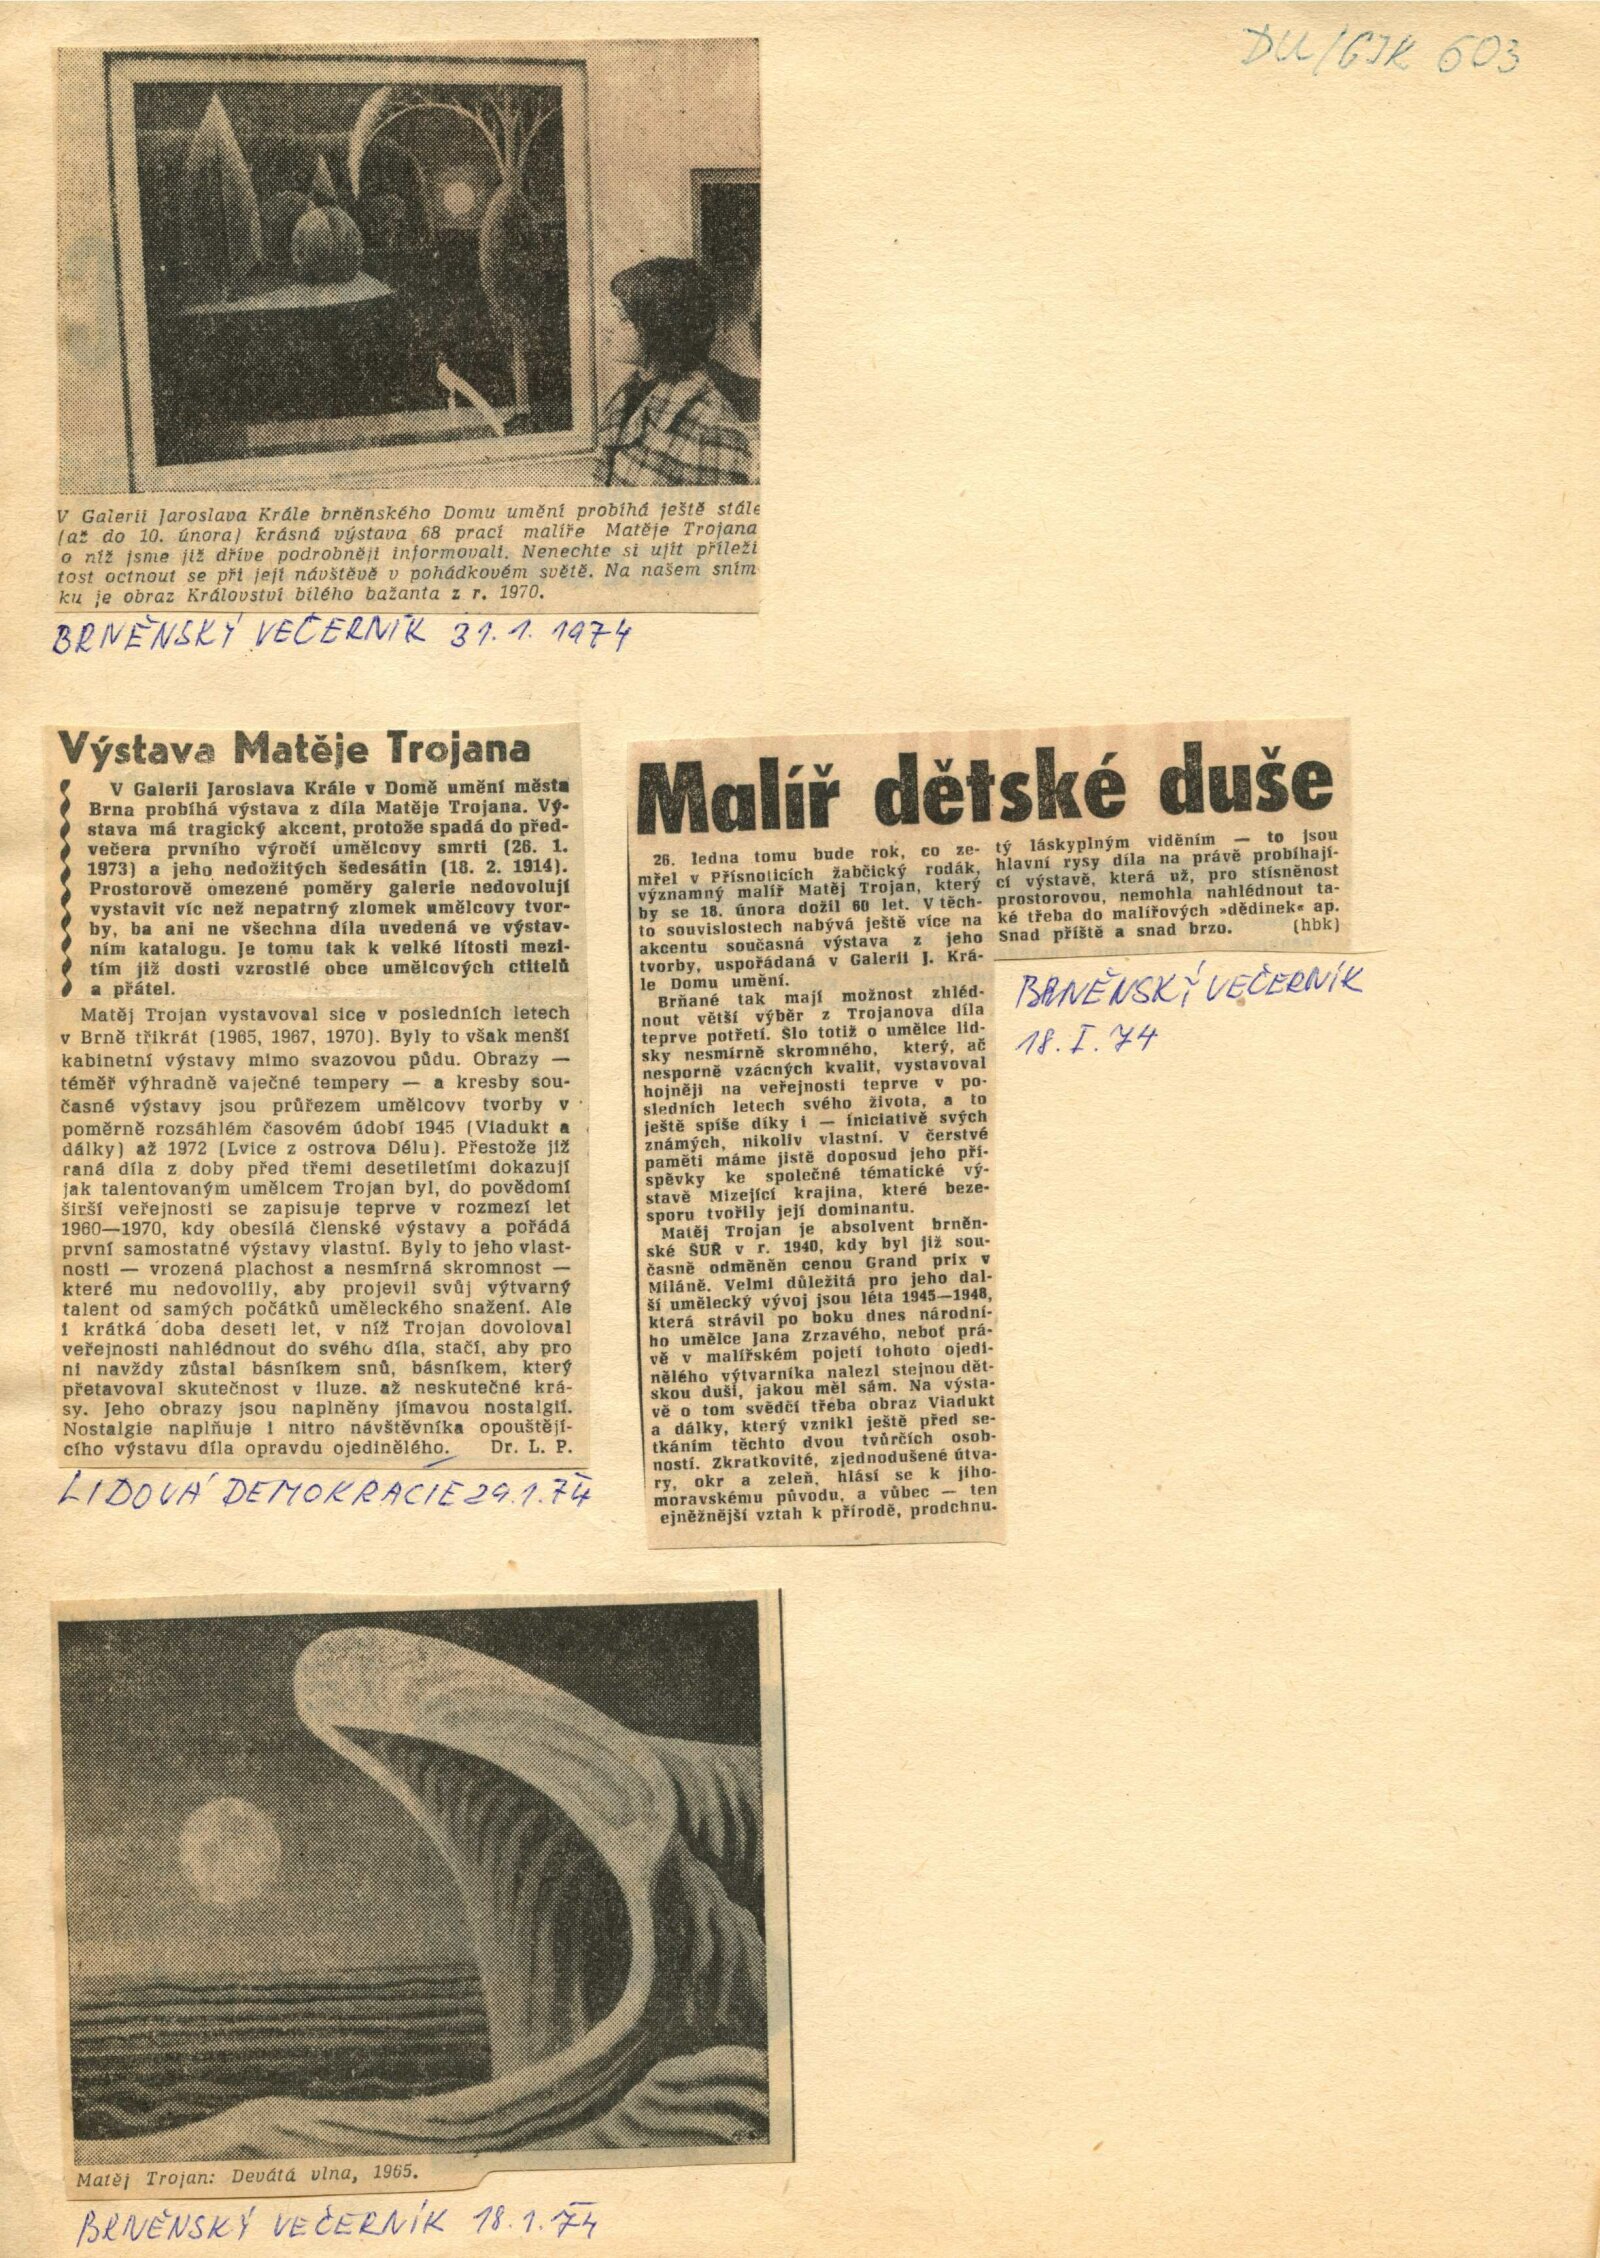 DU/GJK 603
V Galerii Jaroslava Krále brněnského Domu umění probíhá ještě stále
(až do 10. února) krásná výstava 68 prací malíře Matěje Trojana
o níž jsme již dříve podrobněji informovali. Nenechte si ujít příleži
tost octnout se při její návštěvě v pohádkovém světě. Na našem sním
ku je obraz Království bílého bažanta z r. 1970.
BRNĚNSKÝ VEČERNÍK 31.1.1974
Výstava Matěje Trojana
V Galerii Jaroslava Krále v Domě umění města
Brna probíhá výstava z díla Matěje Trojana. Vý-
stava má tragický akcent, protože spadá do před-
večera prvního výročí umělcovy smrti (26. 1.
1973) a jeho nedožitých šedesátin (18. 2. 1914).
Prostorově omezené poměry galerie nedovolují
vystavit víc než nepatrný zlomek umělcovy tvor-
by, ba ani ne všechna díla uvedená ve výstav-
ním katalogu. Je tomu tak k velké lítosti mezi-
tím již dosti vzrostlé obce umělcových ctitelů
a přátel.
Matěj Trojan vystavoval sice v posledních letech
v Brně třikrát (1965, 1967, 1970). Byly to však menší
kabinetní výstavy mimo svazovou půdu. Obrazy —
téměř výhradně vaječné tempery — a kresby sou-
časné výstavy jsou průřezem umělcovy tvorby v
poměrně rozsáhlém časovém údobí 1945 (Viadukt a
dálky) až 1972 (Lvice z ostrova Délu). Přestože již
raná díla z doby před třemi desetiletími dokazují
jak talentovaným umělcem Trojan byl, do povědomí
širší veřejnosti se zapisuje teprve v rozmezí let
1960—1970, kdy obesílá členské výstavy a pořádá
první samostatné výstavy vlastní. Byly to jeho vlast-
nosti — vrozená plachost a nesmírná skromnost —
které mu nedovolily, aby projevil svůj výtvarný
talent od samých počátků uměleckého snažení. Ale
i krátká doba deseti let, v níž Trojan dovoloval
veřejnosti nahlédnout do svého díla, stačí, aby pro
ni navždy zůstal básníkem snů, básníkem, který
přetavoval skutečnost v iluze. až neskutečné krá-
sy. Jeho obrazy jsou naplněny jímavou nostalgií.
Nostalgie naplňuje i nitro návštěvníka opouštějí-
cího výstavu díla opravdu ojedinělého. Dr. L. P.
LIDOVÁ DEMOKRACIE 29.1.74
Malíř dětské duše
26. ledna tomu bude rok, co ze-
mřel v Přísnoticích žabčický rodák,
významný malíř Matěj Trojan, který
by se 18. února dožil 60 let. V těch-
to souvislostech nabývá ještě více na
akcentu současná výstava z jeho
tvorby, uspořádaná v Galerii J. Krá-
le Domu umění.
Brňané tak mají možnost zhléd-
nout větší výběr z Trojanova díla
teprve potřetí. Šlo totiž o umělce lid-
sky nesmírně skromného, který, ač
nesporně vzácných kvalit, vystavoval
hojněji na veřejnosti teprve v po-
sledních letech svého života, a to
ještě spíše díky i — iniciativě svých
známých, nikoliv vlastní. V čerstvé
paměti máme jistě doposud jeho pří-
spěvky ke společné tématické vý-
stavě Mizející krajina, které beze-
sporu tvořily její dominantu.
Matěj Trojan je absolvent brněn-
ské ŠUŘ v r. 1940, kdy byl již sou-
časně odměněn cenou Grand prix v
Miláně. Velmi důležitá pro jeho dal-
ší umělecký vývoj jsou léta 1945—1948,
která strávil po boku dnes národní-
ho umělce Jana Zrzavého, neboť prá-
vě v malířském pojetí tohoto ojedi-
nělého výtvarníka nalezl stejnou dět-
skou duši, jakou měl sám. Na výsta-
vě o tom svědčí třeba obraz Viadukt
a dálky, který vznikl ještě před se-
tkáním těchto dvou tvůrčích osob-
ností. Zkratkovité, zjednodušené útva-
ry, okr a zeleň, hlásí se k jiho-
moravskému původu, a vůbec — ten
ejněžnější vztah k přírodě, prodchnu-
tý láskyplným viděním — to jsou
hlavní rysy díla na právě probíhají-
cí výstavě, která už, pro stísněnost
prostorovou, nemohla nahlédnout ta-
ké třeba do malířových »dědinek« ap.
Snad příště a snad brzo. (hbk)
BRNĚNSKÝ VEČERNÍK
18.I.74
Matěj Trojan: Devátá vlna, 1965.
BRNĚNSKÝ VEČERNÍK 18.1.74